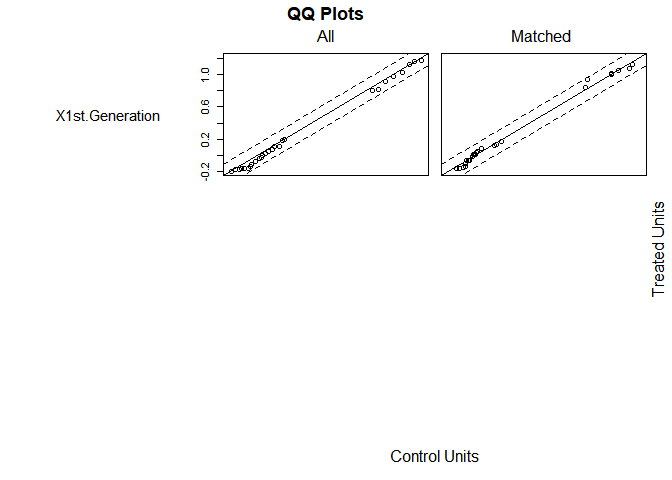 QQ Plots
All
Matched
X1st.Generation
1.0
0.6
0.2
-0.2
Treated Units
Control Units